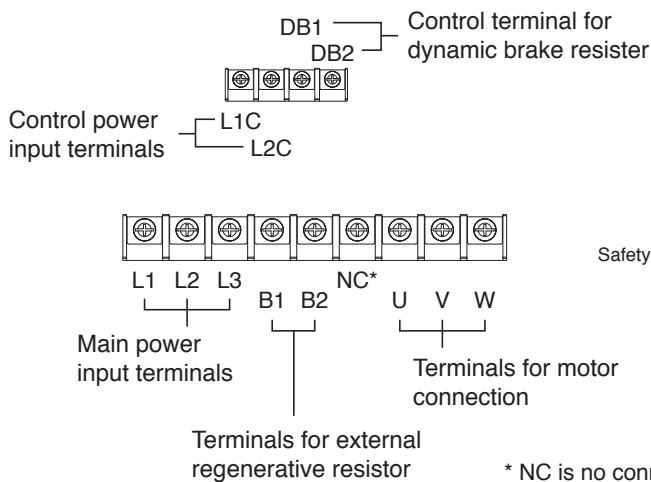 DB1
DB2
Control terminal for
dynamic brake resister
Control power
input terminals
L1C
L2C
Safety
L1 L2 L3 NC*
B1 B2 U V W
Main power
input terminals
Terminals for motor
connection
Terminals for external
regenerative resistor
* NC is no